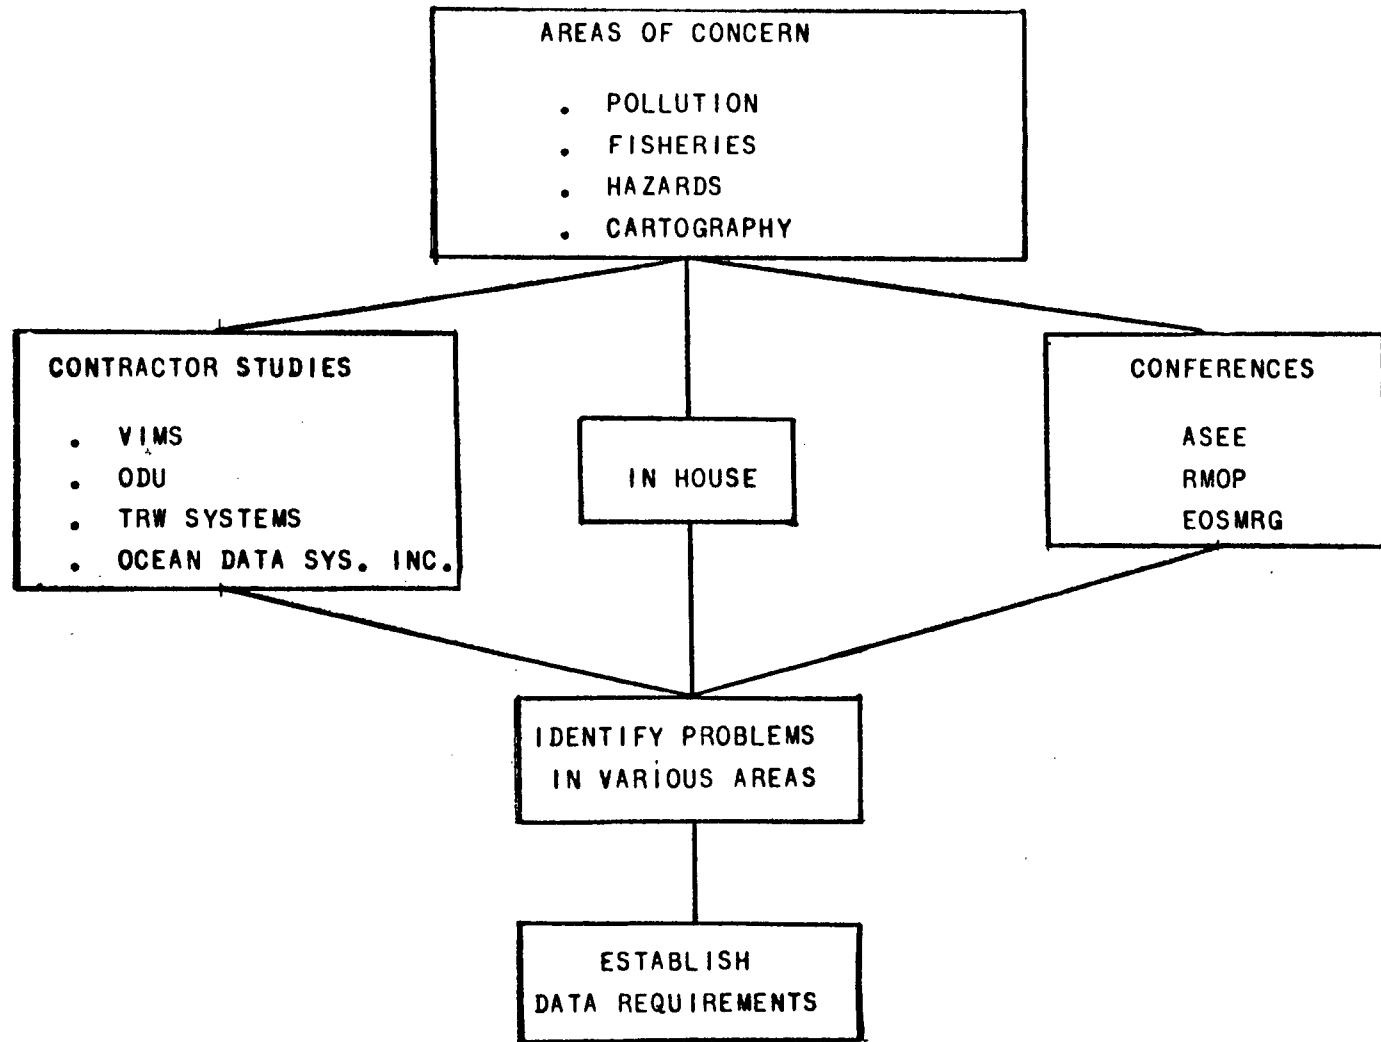 AREAS OF CONCERN
. POLLUTION
. FISHERIES
. HAZARDS
. CARTOGRAPHY
CONTRACTOR STUDIES
. VIMS
. ODU
. TRW SYSTEMS
. OCEAN DATA SYS. INC.
IN HOUSE
CONFERENCES
ASEE
RMOP
EOSMRG
IDENTIFY PROBLEMS
IN VARIOUS AREAS
ESTABLISH
DATA REQUIREMENTS